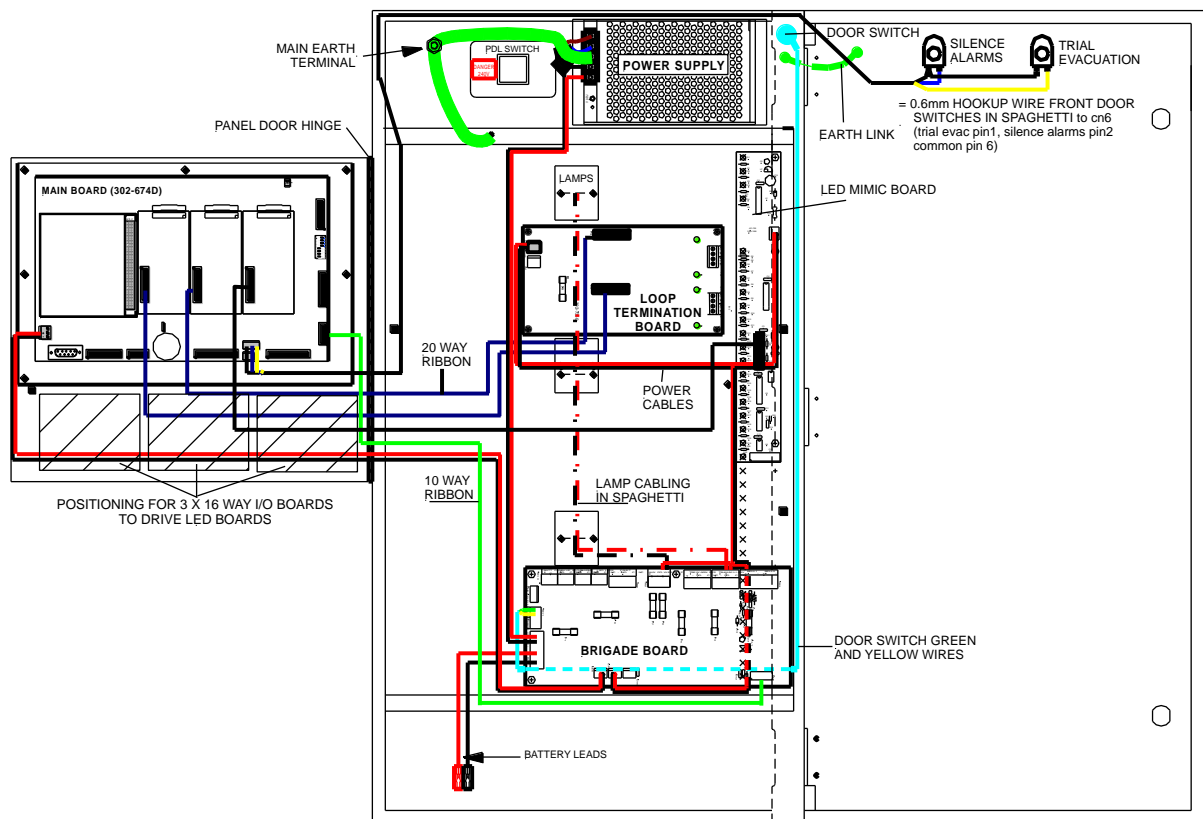 MAIN EARTH
TERMINAL
PDL SWITCH
DANGER
240V
POWER SUPPLY
DOOR SWITCH
SILENCE
ALARMS
TRIAL
EVACUATION
= 0.6mm HOOKUP WIRE FRONT DOOR
SWITCHES IN SPAGHETTI to cn6
(trial evac pin1, silence alarms pin2
common pin 6)
EARTH LINK
PANEL DOOR HINGE
MAIN BOARD (302-674D)
LAMPS
LED MIMIC BOARD
LOOP
TERMINATION
BOARD
20 WAY
RIBBON
POWER
CABLES
10 WAY
RIBBON
LAMP CABLING
IN SPAGHETTI
POSITIONING FOR 3 X 16 WAY I/O BOARDS
TO DRIVE LED BOARDS
BRIGADE BOARD
DOOR SWITCH GREEN
AND YELLOW WIRES
BATTERY LEADS